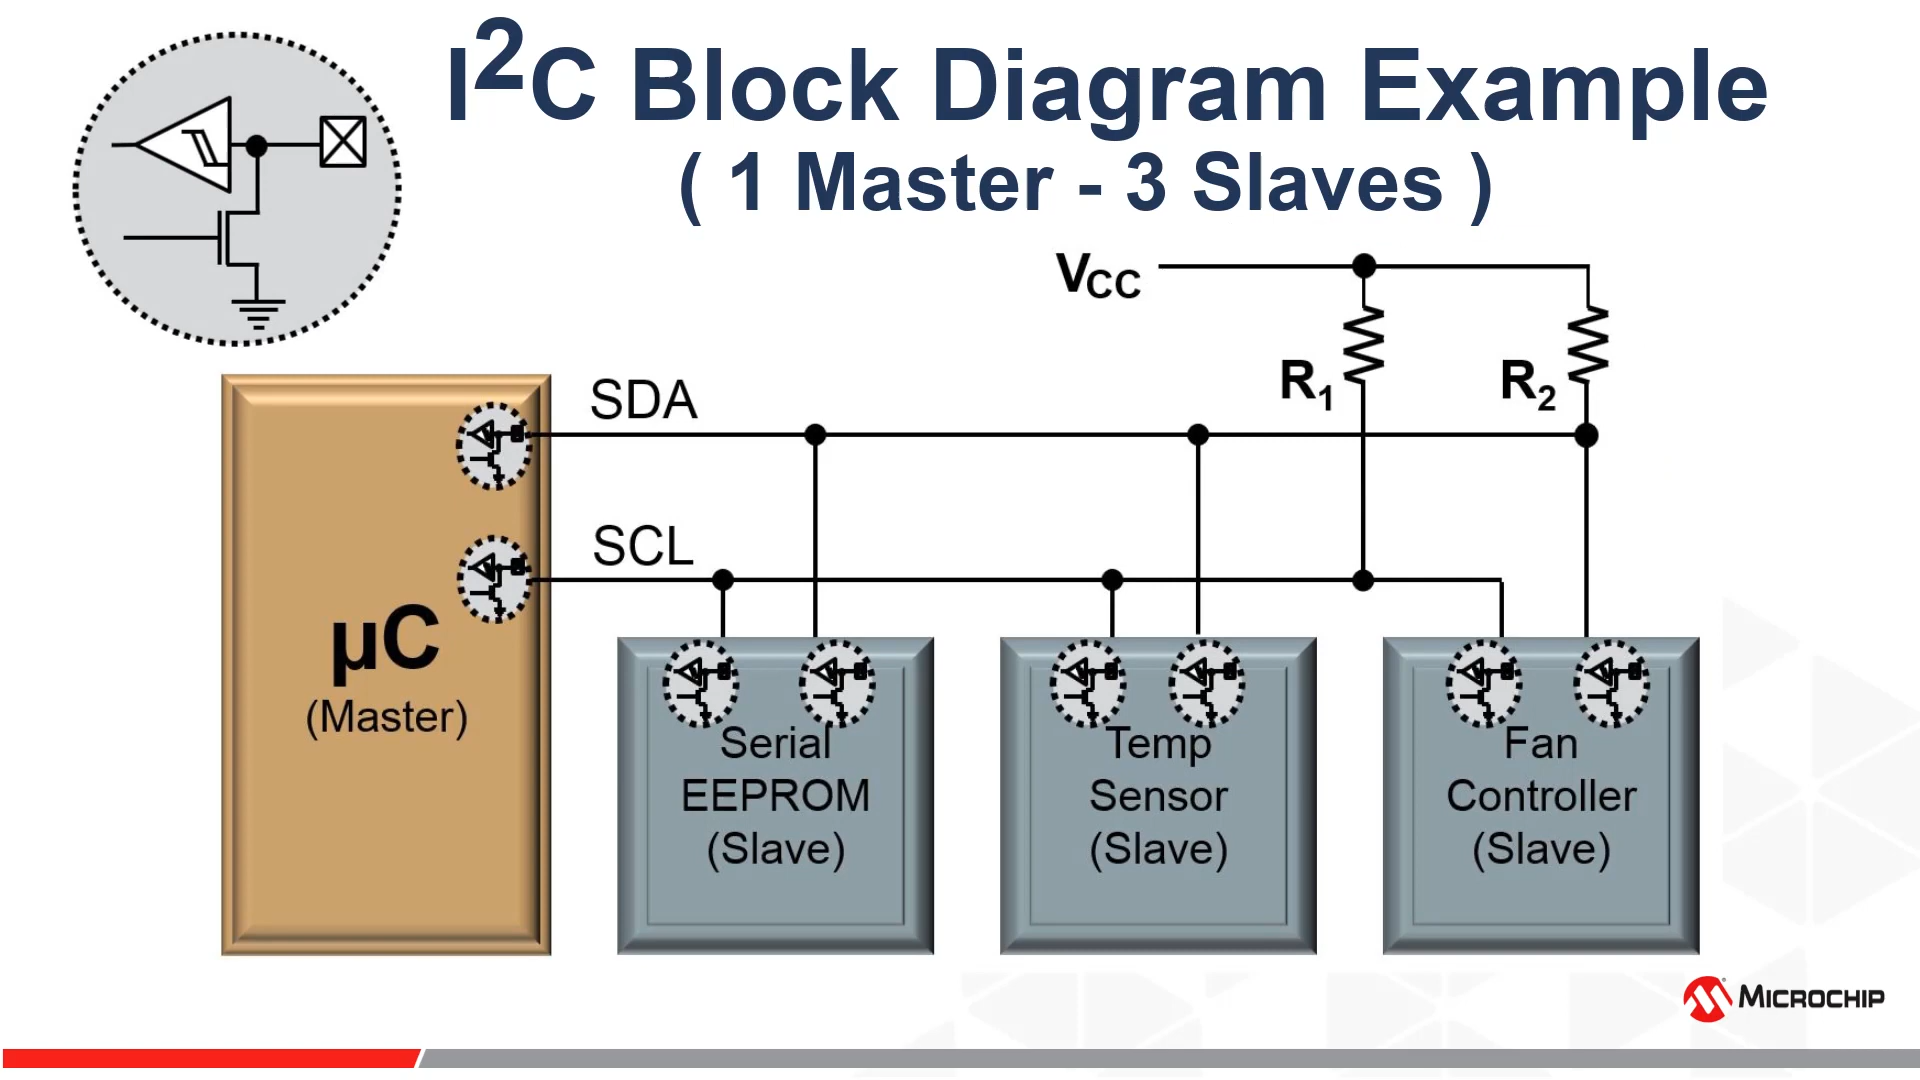 I²C Block Diagram Example
( 1 Master - 3 Slaves )
VCC
R1
R2
SDA
SCL
µC
(Master)
Serial
EEPROM
(Slave)
Temp
Sensor
(Slave)
Fan
Controller
(Slave)
MICROCHIP